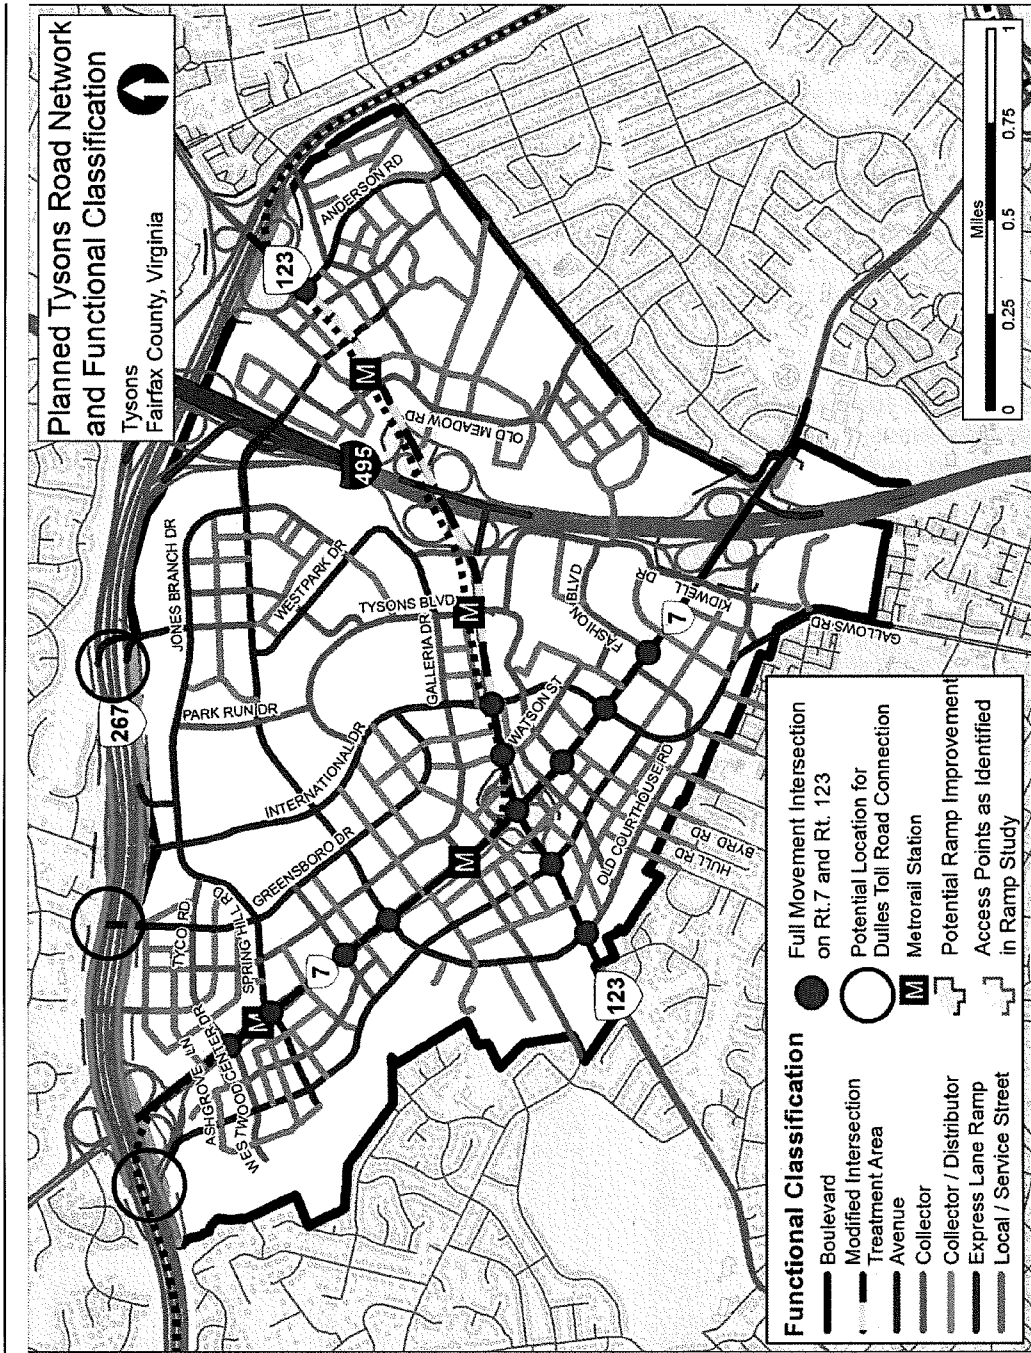 Planned Tysons Road Network
and Functional Classification
Tysons
Fairfax County, Virginia
123
ANDERSON RD
M
OLD MEADOW RD
495
JONES BRANCH DR
WESTPARK DR
TYSONS BLVD
M
GALLERIA DR
FASHION BLVD
KIDWELL DR
7
GALLOWS RD
267
PARK RUN DR
INTERNATIONAL DR
WATSON ST
GREENSBORO DR
M
OLD COURTHOUSE RD
BYRD RD
HULL RD
TYCO RD
SPRING HILL RD
7
123
M
ASHGROVE LN
WESTWOOD CENTER DR
Miles
0 0.25 0.5 0.75 1
Functional Classification
Boulevard
Modified Intersection
Treatment Area
Avenue
Collector
Collector / Distributor
Express Lane Ramp
Local / Service Street
Full Movement Intersection
on Rt.7 and Rt. 123
Potential Location for
Dulles Toll Road Connection
M Metrorail Station
Potential Ramp Improvement
Access Points as Identified
in Ramp Study